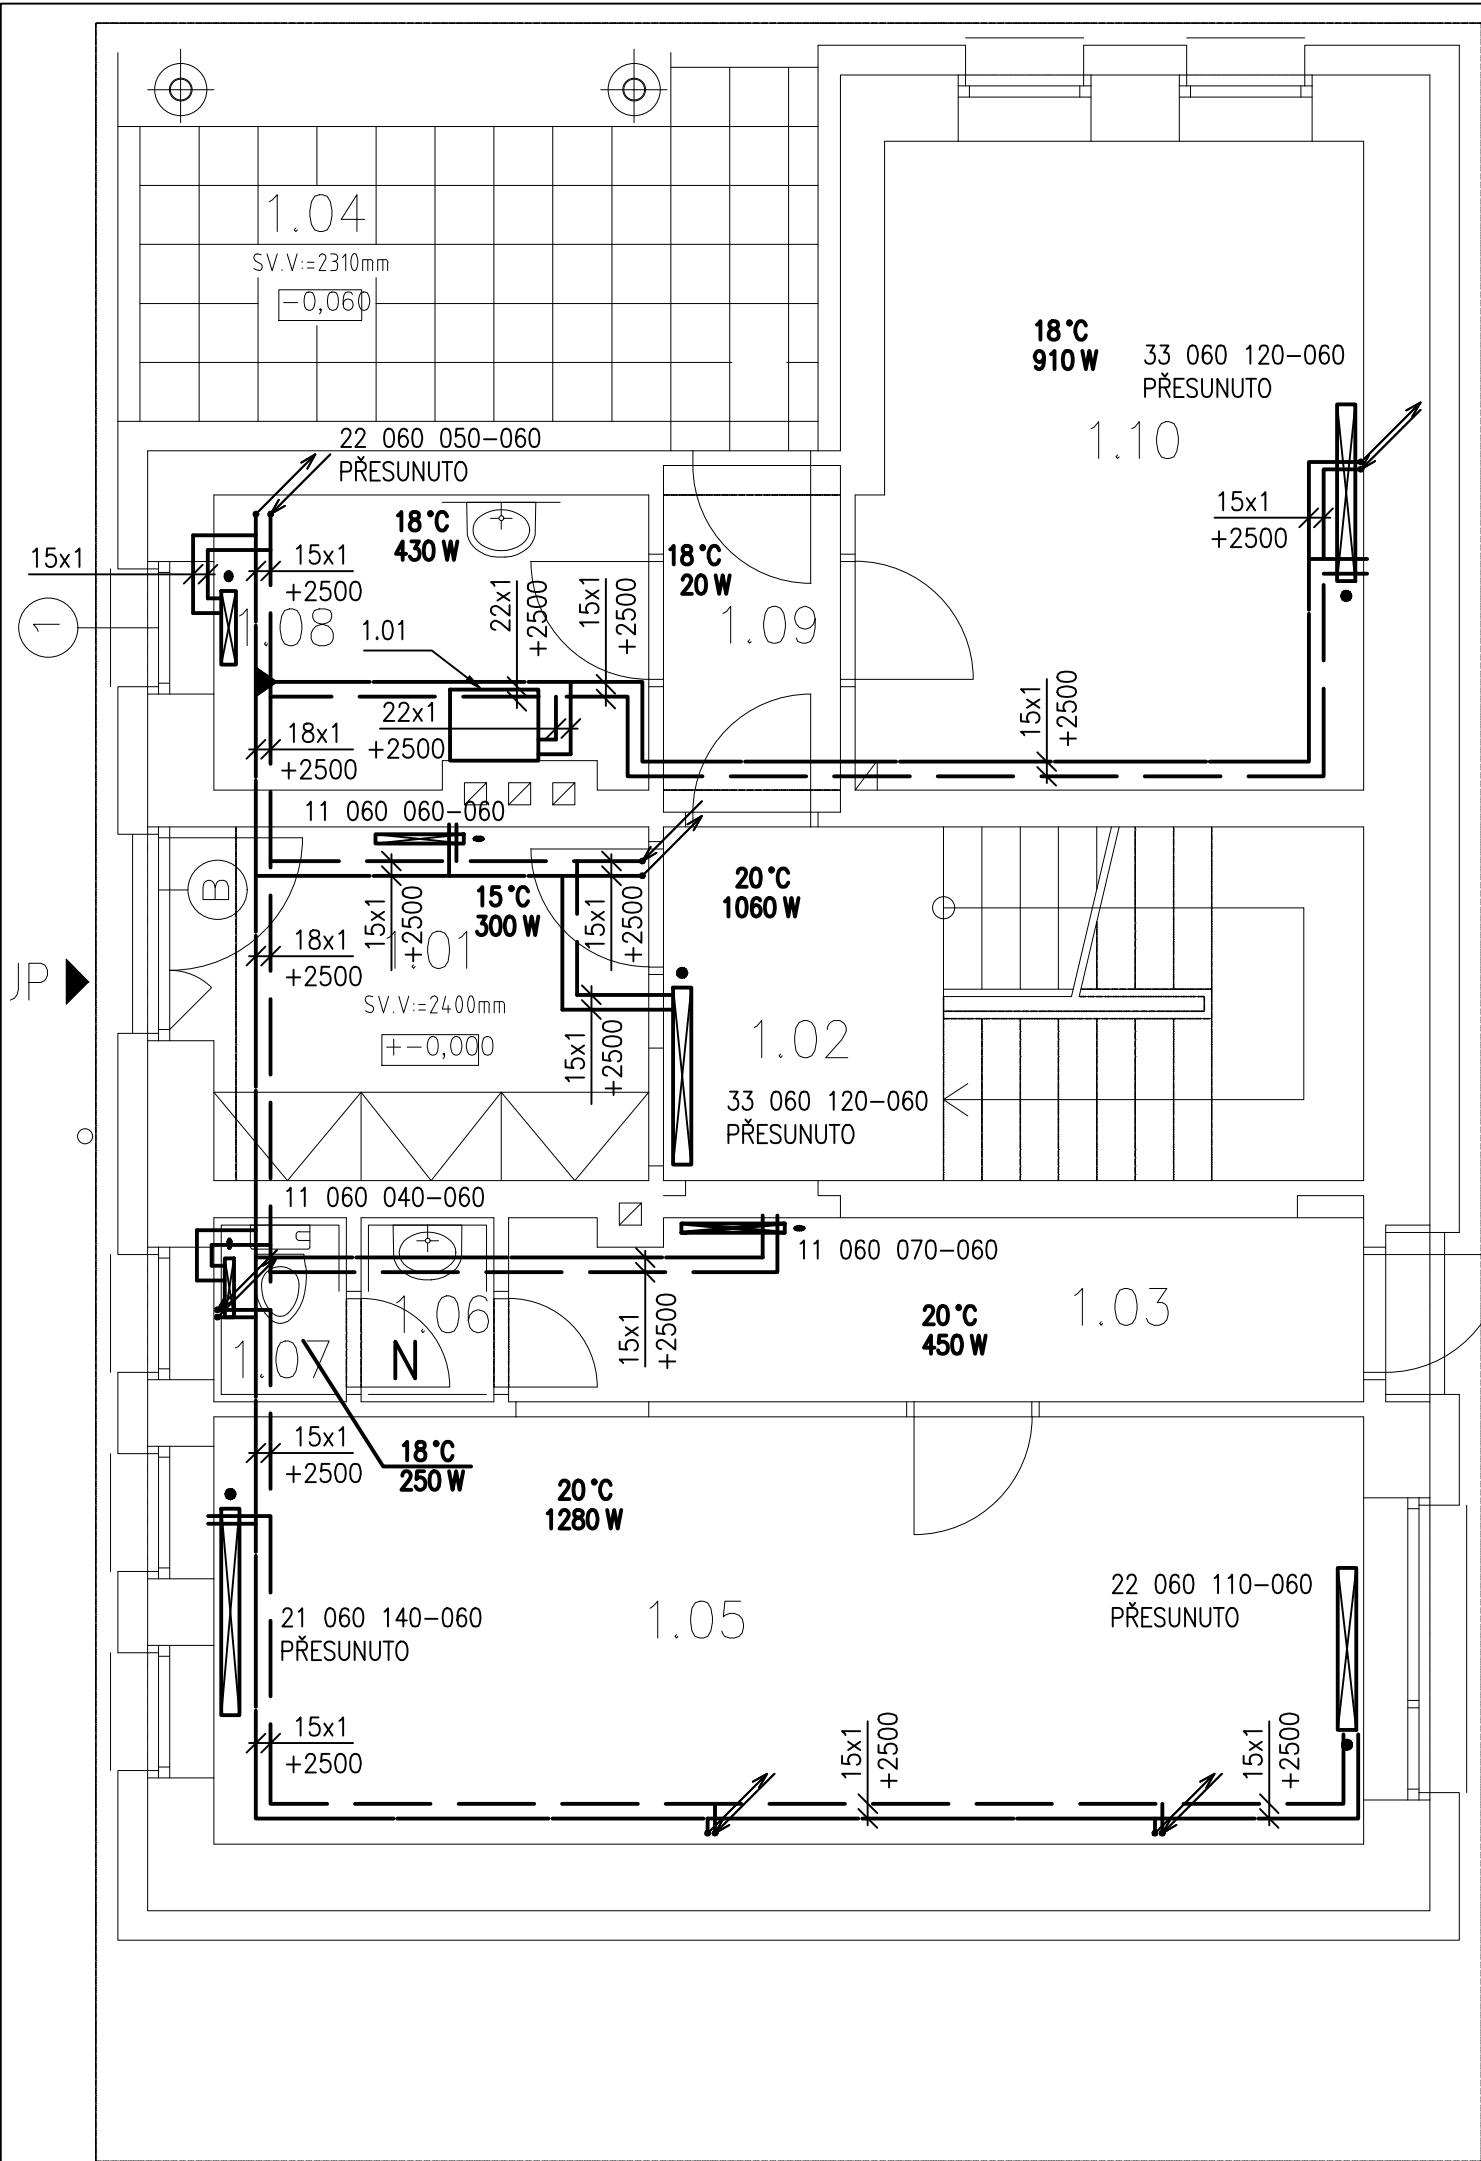 1.04
SV.V.:=2310mm
-0,060
18°C
910 W
33 060 120-060
PŘESUNUTO
1.10
22 060 050-060
PŘESUNUTO
15x1
+2500
18°C
430 W
18°C
20 W
15x1
15x1
+2500
22x1
+2500
15x1
+2500
1
1.08
1.01
1.09
15x1
+2500
18x1
+2500
22x1
+2500
11 060 060-060
B
15x1
+2500
15°C
300 W
15x1
+2500
20°C
1060 W
18x1
+2500
1.01
JP
SV.V.:=2400mm
+-0,000
15x1
+2500
1.02
33 060 120-060
PŘESUNUTO
11 060 040-060
11 060 070-060
1.06
1.07
N
15x1
+2500
20°C
450 W
1.03
15x1
+2500
18°C
250 W
20°C
1280 W
21 060 140-060
PŘESUNUTO
1.05
22 060 110-060
PŘESUNUTO
15x1
+2500
15x1
+2500
15x1
+2500